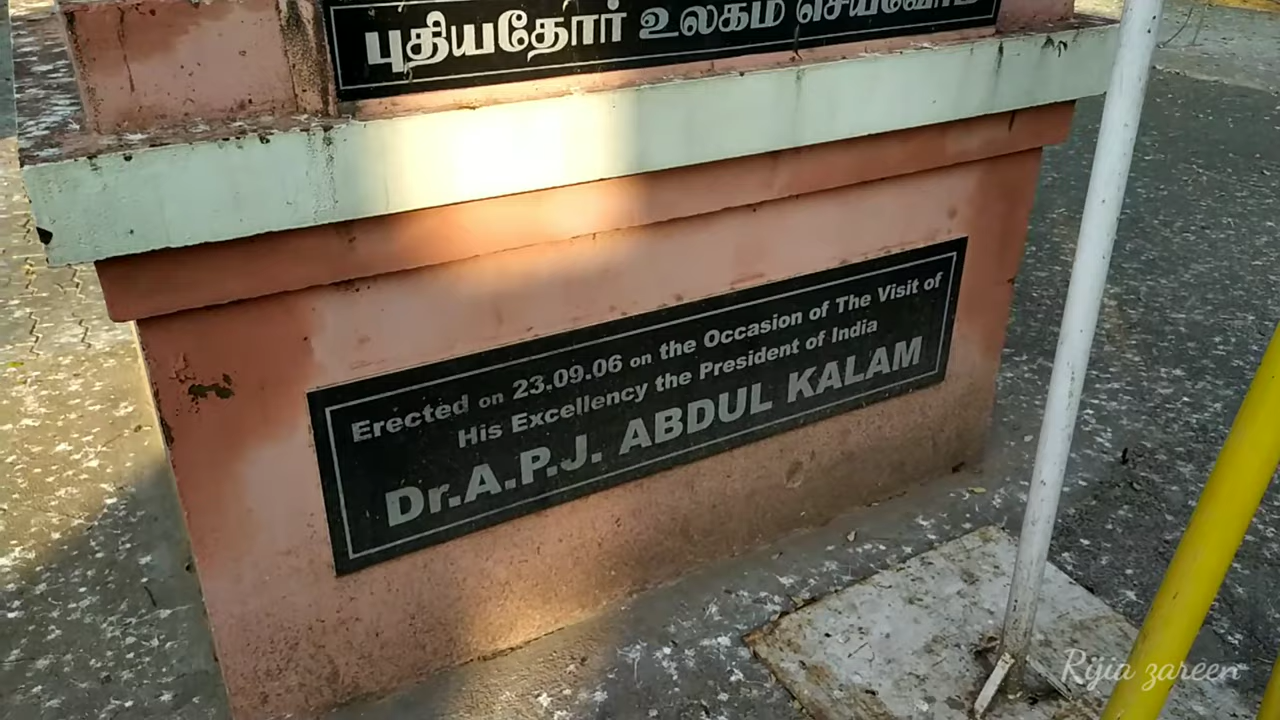 புதியதோர் உலகம் செய்வோம்
Erected on 23.09.06 on the Occasion of The Visit of
His Excellency the President of India
Dr.A.P.J. ABDUL KALAM
Rijia zareen